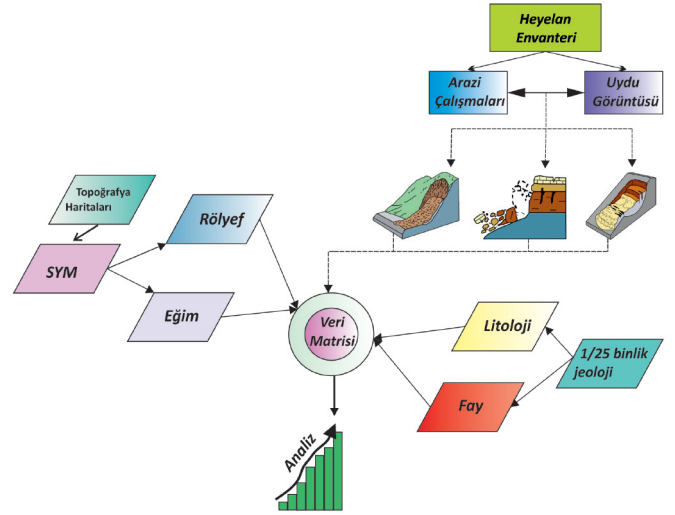 Heyelan
Envanteri
Arazi
Çalışmaları
Uydu
Görüntüsü
Topoğrafya
Haritaları
Rölyef
SYM
Eğim
Veri
Matrisi
Litoloji
1/25 binlik
jeoloji
Fay
Analiz